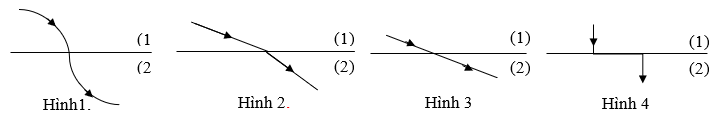 (1
(2
Hình1.
(1)
(2)
Hình 2.
(1)
(2)
Hình 3
(1)
(2)
Hình 4